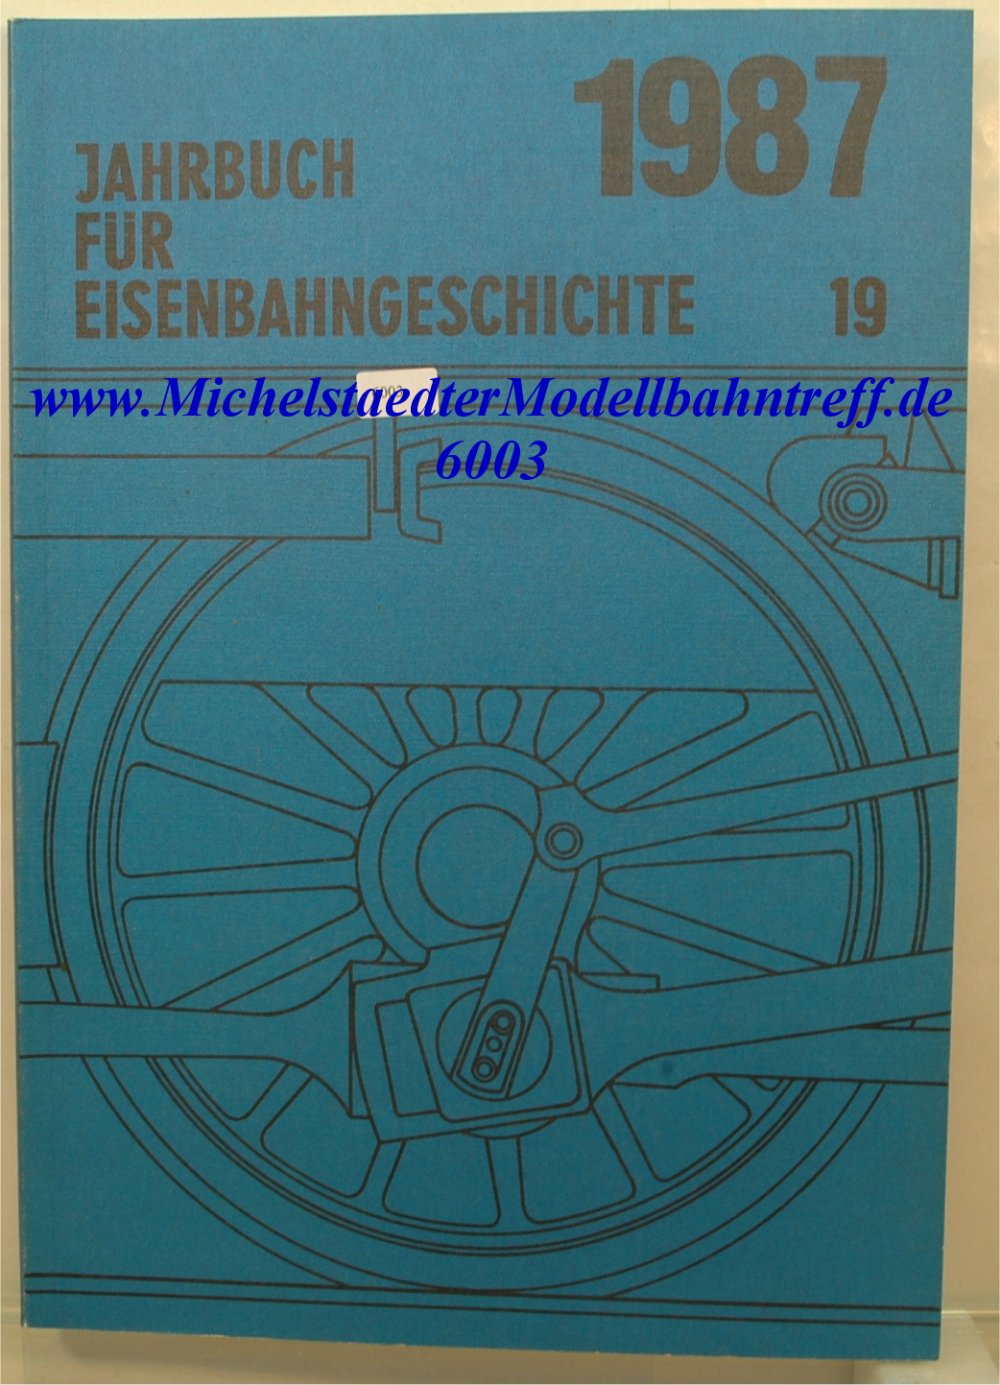 1987
JAHRBUCH
FÜR
EISENBAHNGESCHICHTE 19
www.MichelstaedterModellbahntreff.de
6003